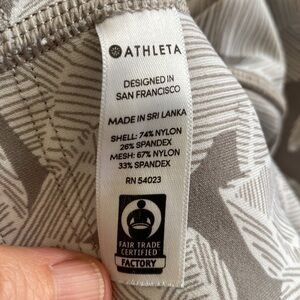 ATHLETA
DESIGNED IN
SAN FRANCISCO
MADE IN SRI LANKA
SHELL: 74% NYLON
26% SPANDEX
MESH: 67% NYLON
33% SPANDEX
RN 54023
FAIR TRADE
CERTIFIED
FACTORY